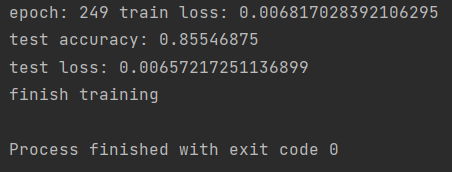 epoch: 249 train loss: 0.006817028392106295
test accuracy: 0.85546875
test loss: 0.00657217251136899
finish training
Process finished with exit code 0